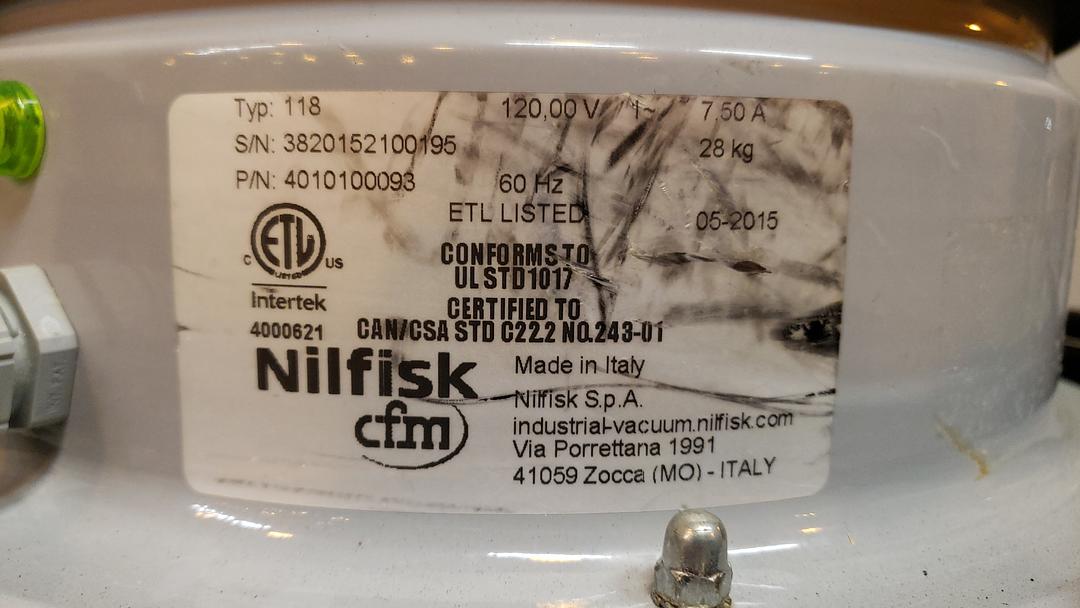 Typ: 118 120,00 V 1~ 7,50 A
S/N: 3820152100195 28 kg
P/N: 4010100093 60 Hz
ETL LISTED 05-2015
CONFORMS TO
UL STD 1017
CERTIFIED TO
CAN/CSA STD C22.2 NO.243-01
ETL
LISTED
C US
Intertek
4000621
Nilfisk
cfm
Made in Italy
Nilfisk S.p.A.
industrial-vacuum.nilfisk.com
Via Porrettana 1991
41059 Zocca (MO) - ITALY